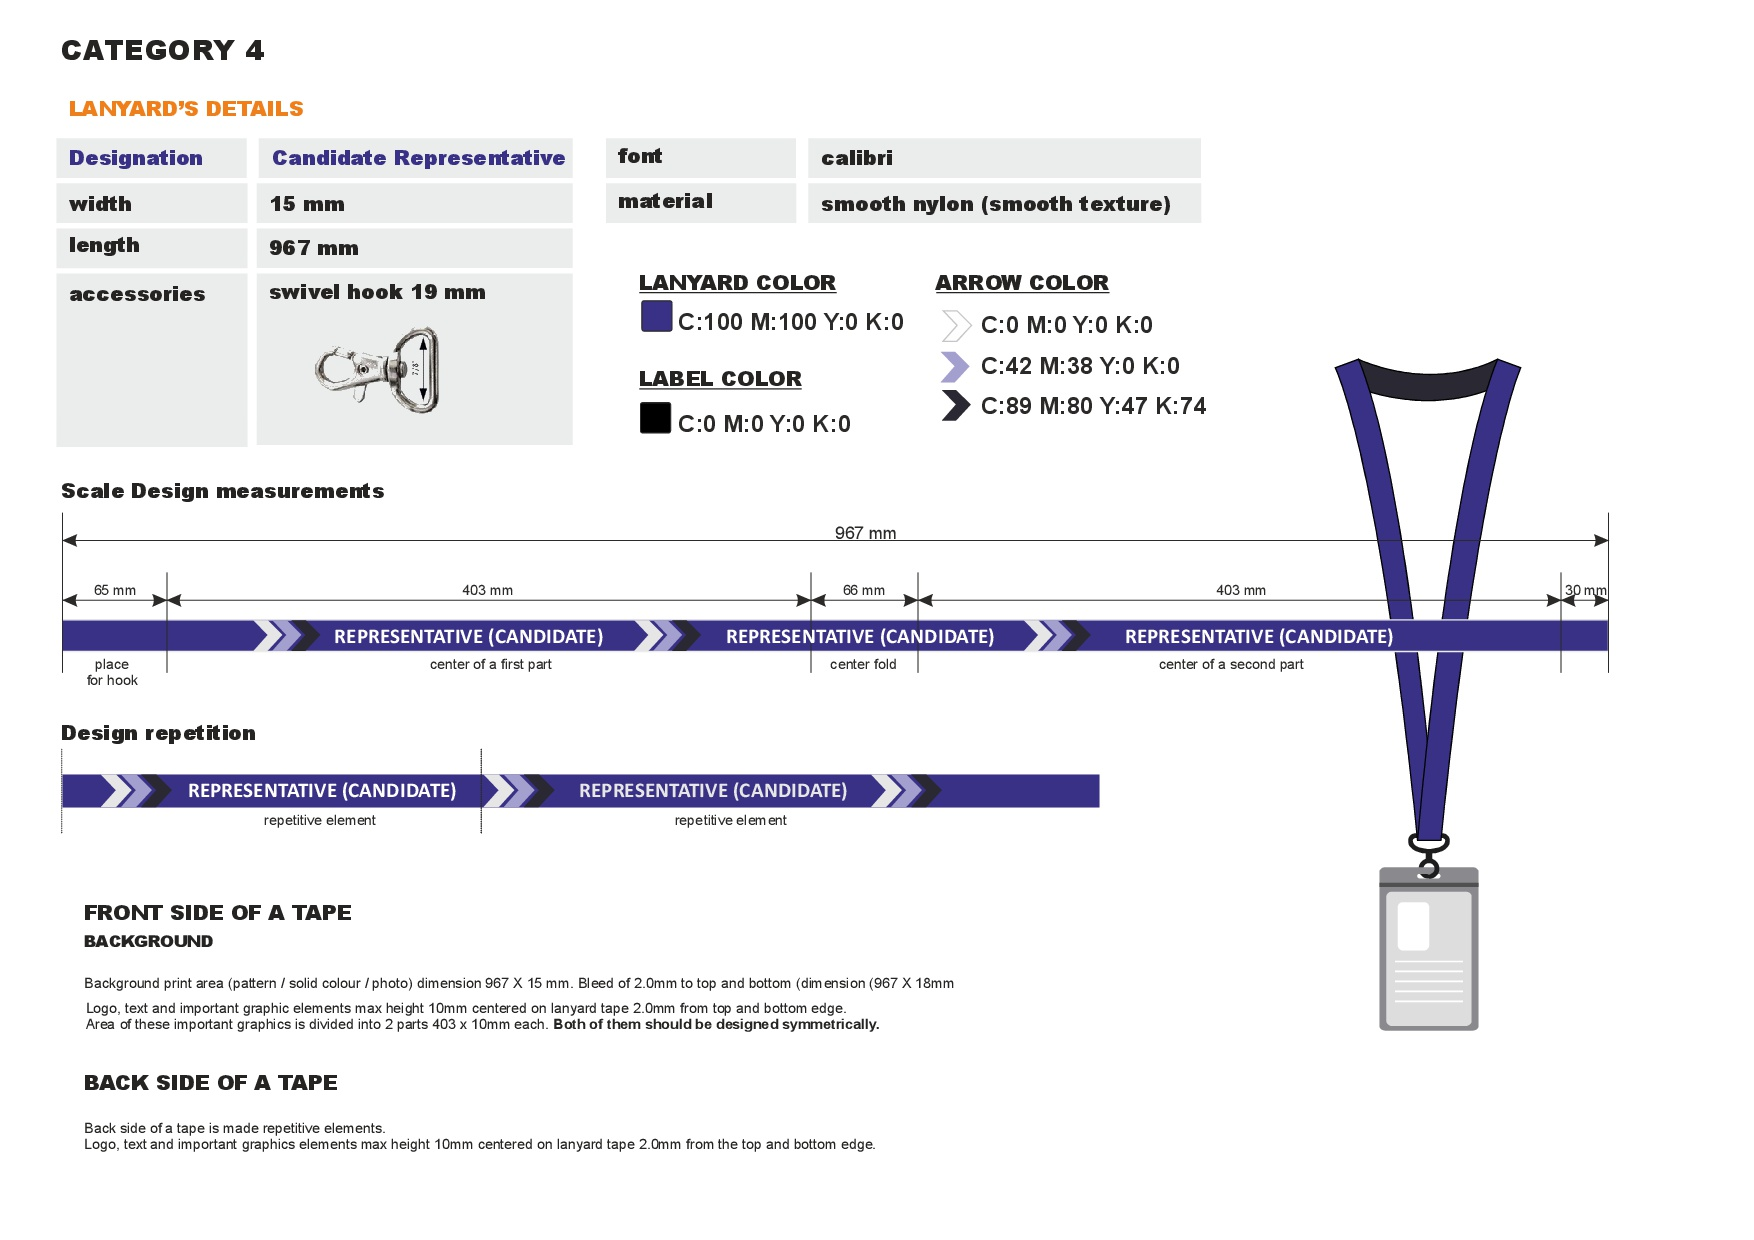 CATEGORY 4
LANYARD'S DETAILS
Designation Candidate Representative
width 15 mm
length 967 mm
accessories swivel hook 19 mm
7/8"
font calibri
material smooth nylon (smooth texture)
LANYARD COLOR
C:100 M:100 Y:0 K:0
LABEL COLOR
C:0 M:0 Y:0 K:0
ARROW COLOR
C:0 M:0 Y:0 K:0
C:42 M:38 Y:0 K:0
C:89 M:80 Y:47 K:74
Scale Design measurements
967 mm
65 mm 403 mm 66 mm 403 mm 30 mm
REPRESENTATIVE (CANDIDATE) REPRESENTATIVE (CANDIDATE) REPRESENTATIVE (CANDIDATE)
place
for hook
center of a first part center fold center of a second part
Design repetition
REPRESENTATIVE (CANDIDATE) REPRESENTATIVE (CANDIDATE)
repetitive element repetitive element
FRONT SIDE OF A TAPE
BACKGROUND
Background print area (pattern / solid colour / photo) dimension 967 X 15 mm. Bleed of 2.0mm to top and bottom (dimension (967 X 18mm
Logo, text and important graphic elements max height 10mm centered on lanyard tape 2.0mm from top and bottom edge.
Area of these important graphics is divided into 2 parts 403 x 10mm each. Both of them should be designed symmetrically.
BACK SIDE OF A TAPE
Back side of a tape is made repetitive elements.
Logo, text and important graphics elements max height 10mm centered on lanyard tape 2.0mm from the top and bottom edge.